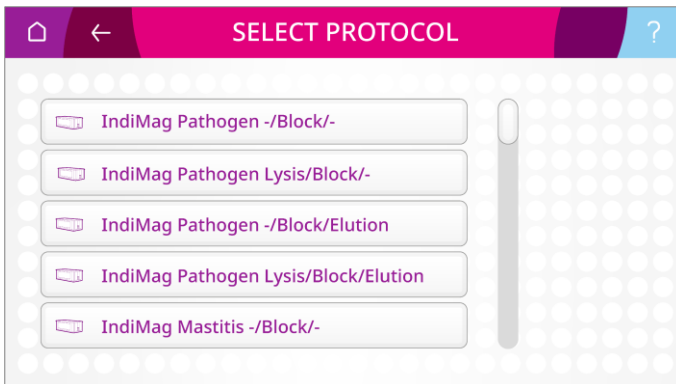 SELECT PROTOCOL
?
IndiMag Pathogen -/Block/-
IndiMag Pathogen Lysis/Block/-
IndiMag Pathogen -/Block/Elution
IndiMag Pathogen Lysis/Block/Elution
IndiMag Mastitis -/Block/-